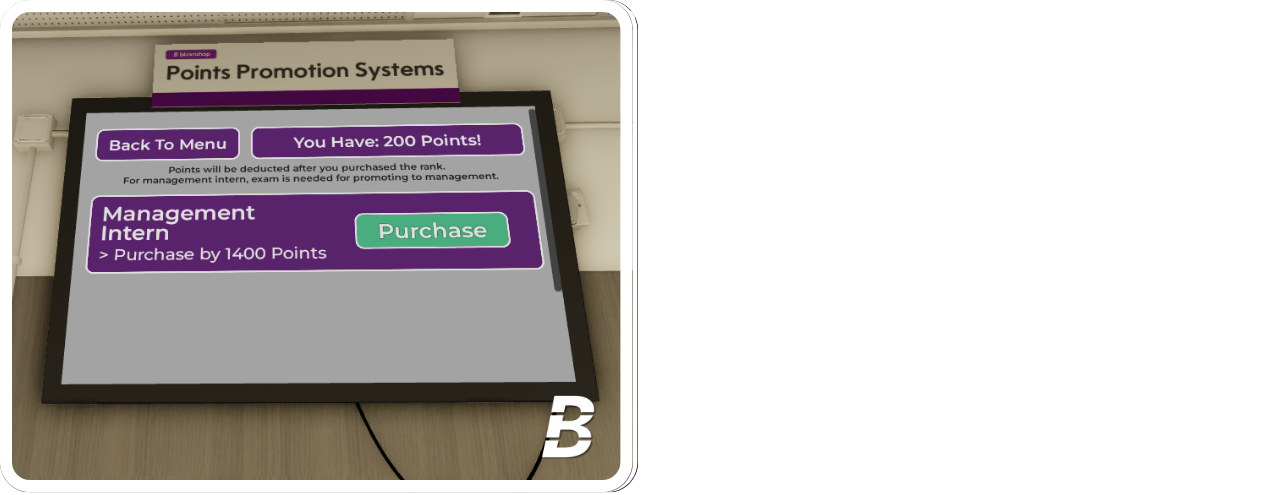 B bloxnshop
Points Promotion Systems
Back To Menu
You Have: 200 Points!
Points will be deducted after you purchased the rank.
For management intern, exam is needed for promoting to management.
Management
Intern
> Purchase by 1400 Points
Purchase
B